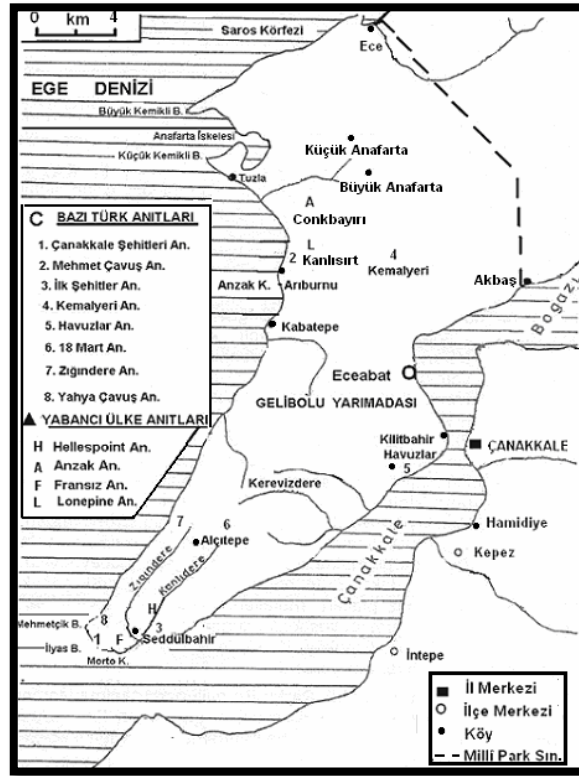 0 km 4
Saros Körfezi
Ece
EGE DENİZİ
Büyük Kemikli B.
Anafarta İskelesi
Küçük Anafarta
Küçük Kemikli B.
Tuzla
Büyük Anafarta
A
Conkbayırı
C BAZI TÜRK ANITLARI
1. Çanakkale Şehitleri An.
2. Mehmet Çavuş An.
3. İlk Şehitler An.
4. Kemalyeri An.
5. Havuzlar An.
6. 18 Mart An.
7. Zığındere An.
8. Yahya Çavuş An.
▲ YABANCI ÜLKE ANITLARI
H Hellespoint An.
A Anzak An.
F Fransız An.
L Lonepine An.
L
2 Kanlısırt
4
Kemalyeri
Anzak K. Arıburnu
Akbaş
Boğazı
Kabatepe
Eceabat
GELİBOLU YARIMADASI
Kilitbahir
Havuzlar
5
ÇANAKKALE
Kerevizdere
Hamidiye
Kepez
Çanakkale
7
6
Alçıtepe
Zığındere
Kanlıdere
H
8
3
Mehmetçik B.
1 F Seddülbahir
İlyas B.
Morto K.
İntepe
İl Merkezi
İlçe Merkezi
Köy
Millî Park Sın.